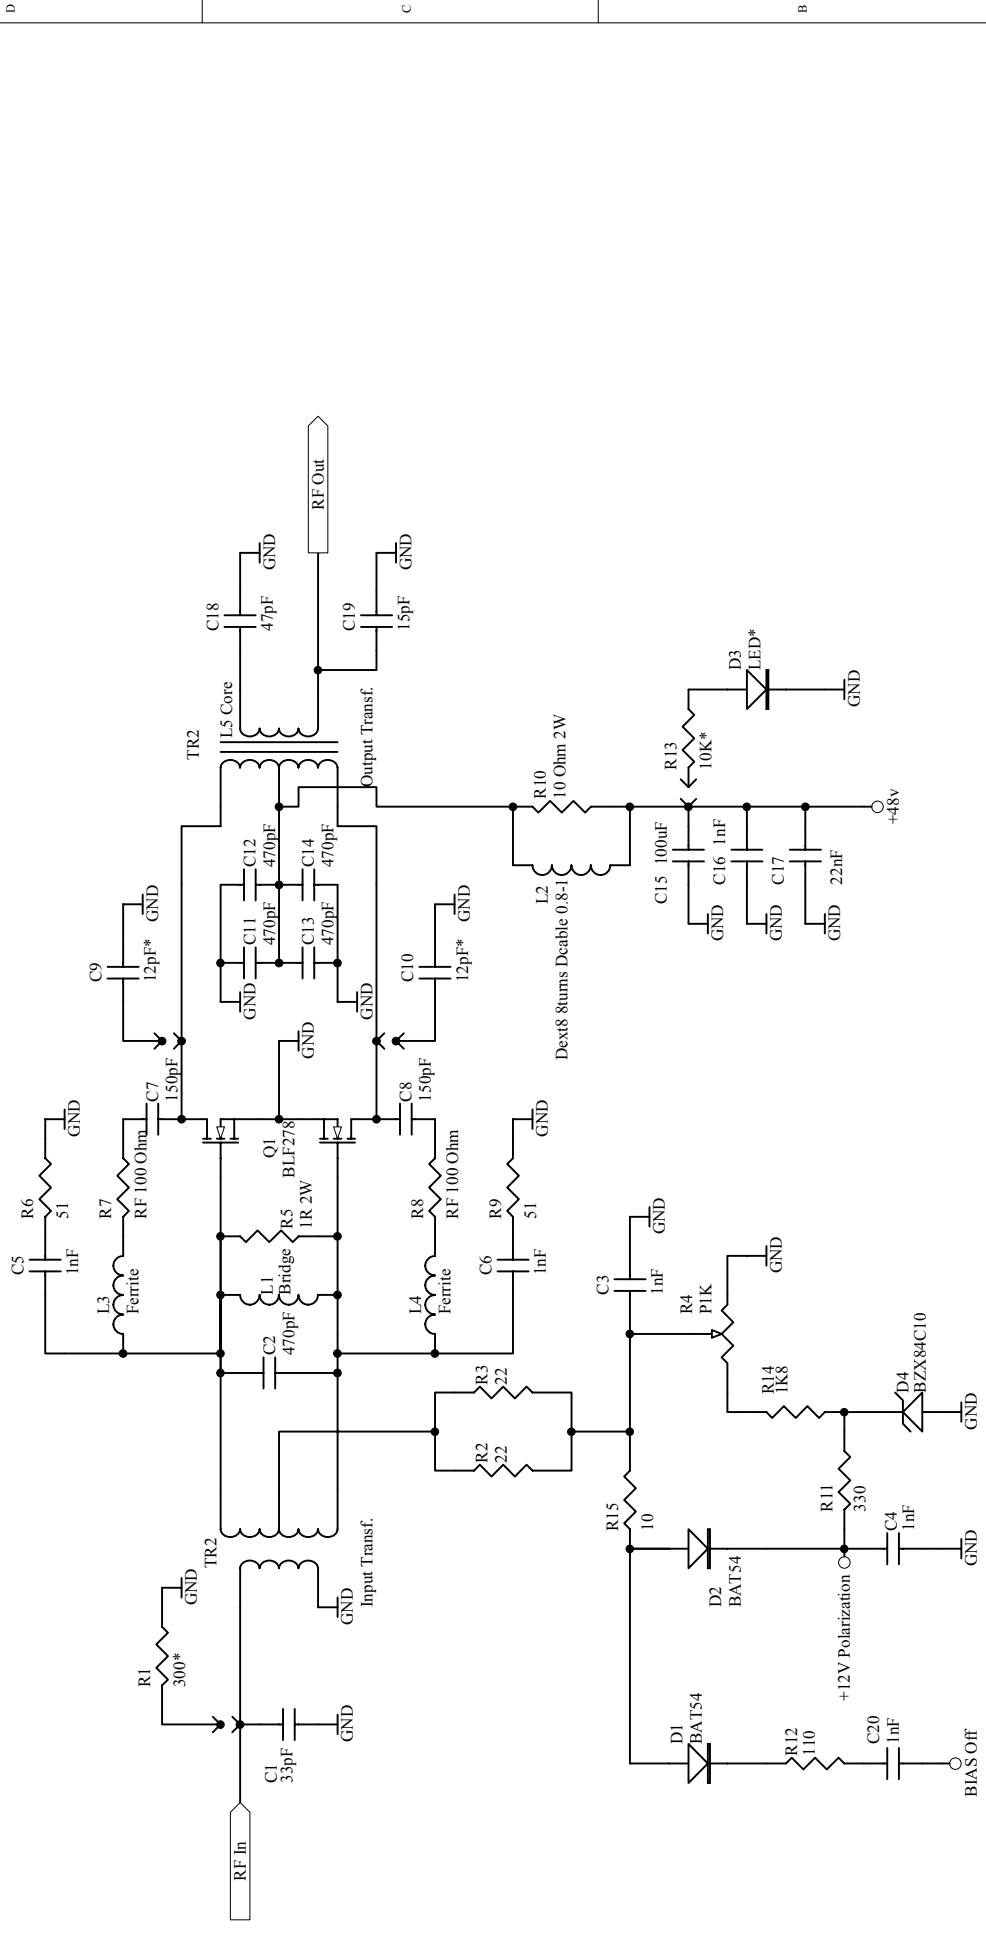 D
C
B
RF In
C1
33pF
GND
R1
300*
GND
TR2
GND
Input Transf.
C2
470pF
L1
Bridge
R5
1R 2W
C5
1nF
R6
51
GND
L3
Ferrite
R7
RF 100 Ohm
C7
150pF
Q1
BLF278
GND
L4
Ferrite
R8
RF 100 Ohm
C8
150pF
C6
1nF
R9
51
GND
C9
12pF*
GND
C10
12pF*
GND
GND
C11
470pF
C12
470pF
C13
470pF
C14
470pF
GND
TR2
L5 Core
Output Transf.
C18
47pF
GND
RF Out
C19
15pF
GND
R2
22
R3
22
R15
10
C3
1nF
GND
R4
P1K
GND
R14
1K8
D4
BZX84C10
GND
R11
330
C4
1nF
GND
D2
BAT54
+12V Polarization
D1
BAT54
R12
110
C20
1nF
BIAS Off
L2
Dext8 8turns Dcable 0.8-1
R10
10 Ohm 2W
C15
100uF
GND
C16
1nF
GND
C17
22nF
GND
+48v
R13
10K*
D3
LED*
GND